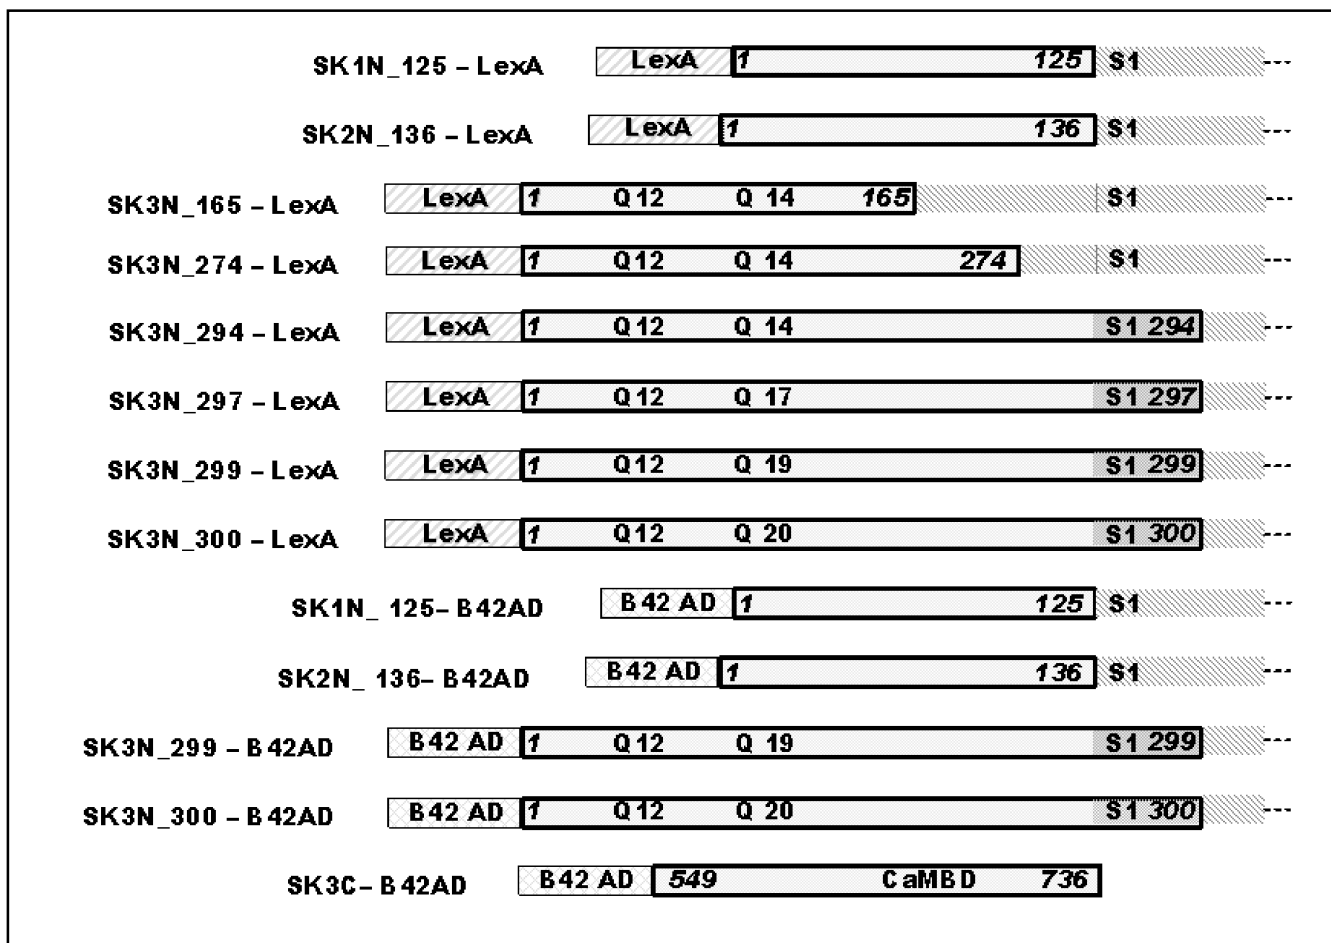 SK1N_125 – LexA LexA 1 125 S1 ---
SK2N_136 – LexA LexA 1 136 S1 ---
SK3N_165 – LexA LexA 1 Q12 Q 14 165 S1 ---
SK3N_274 – LexA LexA 1 Q12 Q 14 274 S1 ---
SK3N_294 – LexA LexA 1 Q12 Q 14 S1 294 ---
SK3N_297 – LexA LexA 1 Q12 Q 17 S1 297 ---
SK3N_299 – LexA LexA 1 Q12 Q 19 S1 299 ---
SK3N_300 – LexA LexA 1 Q12 Q 20 S1 300 ---
SK1N_ 125– B42AD B42 AD 1 125 S1 ---
SK2N_ 136– B42AD B42 AD 1 136 S1 ---
SK3N_299 – B42AD B42 AD 1 Q12 Q 19 S1 299 ---
SK3N_300 – B42AD B42 AD 1 Q12 Q 20 S1 300 ---
SK3C– B42AD B42 AD 549 CaMBD 736